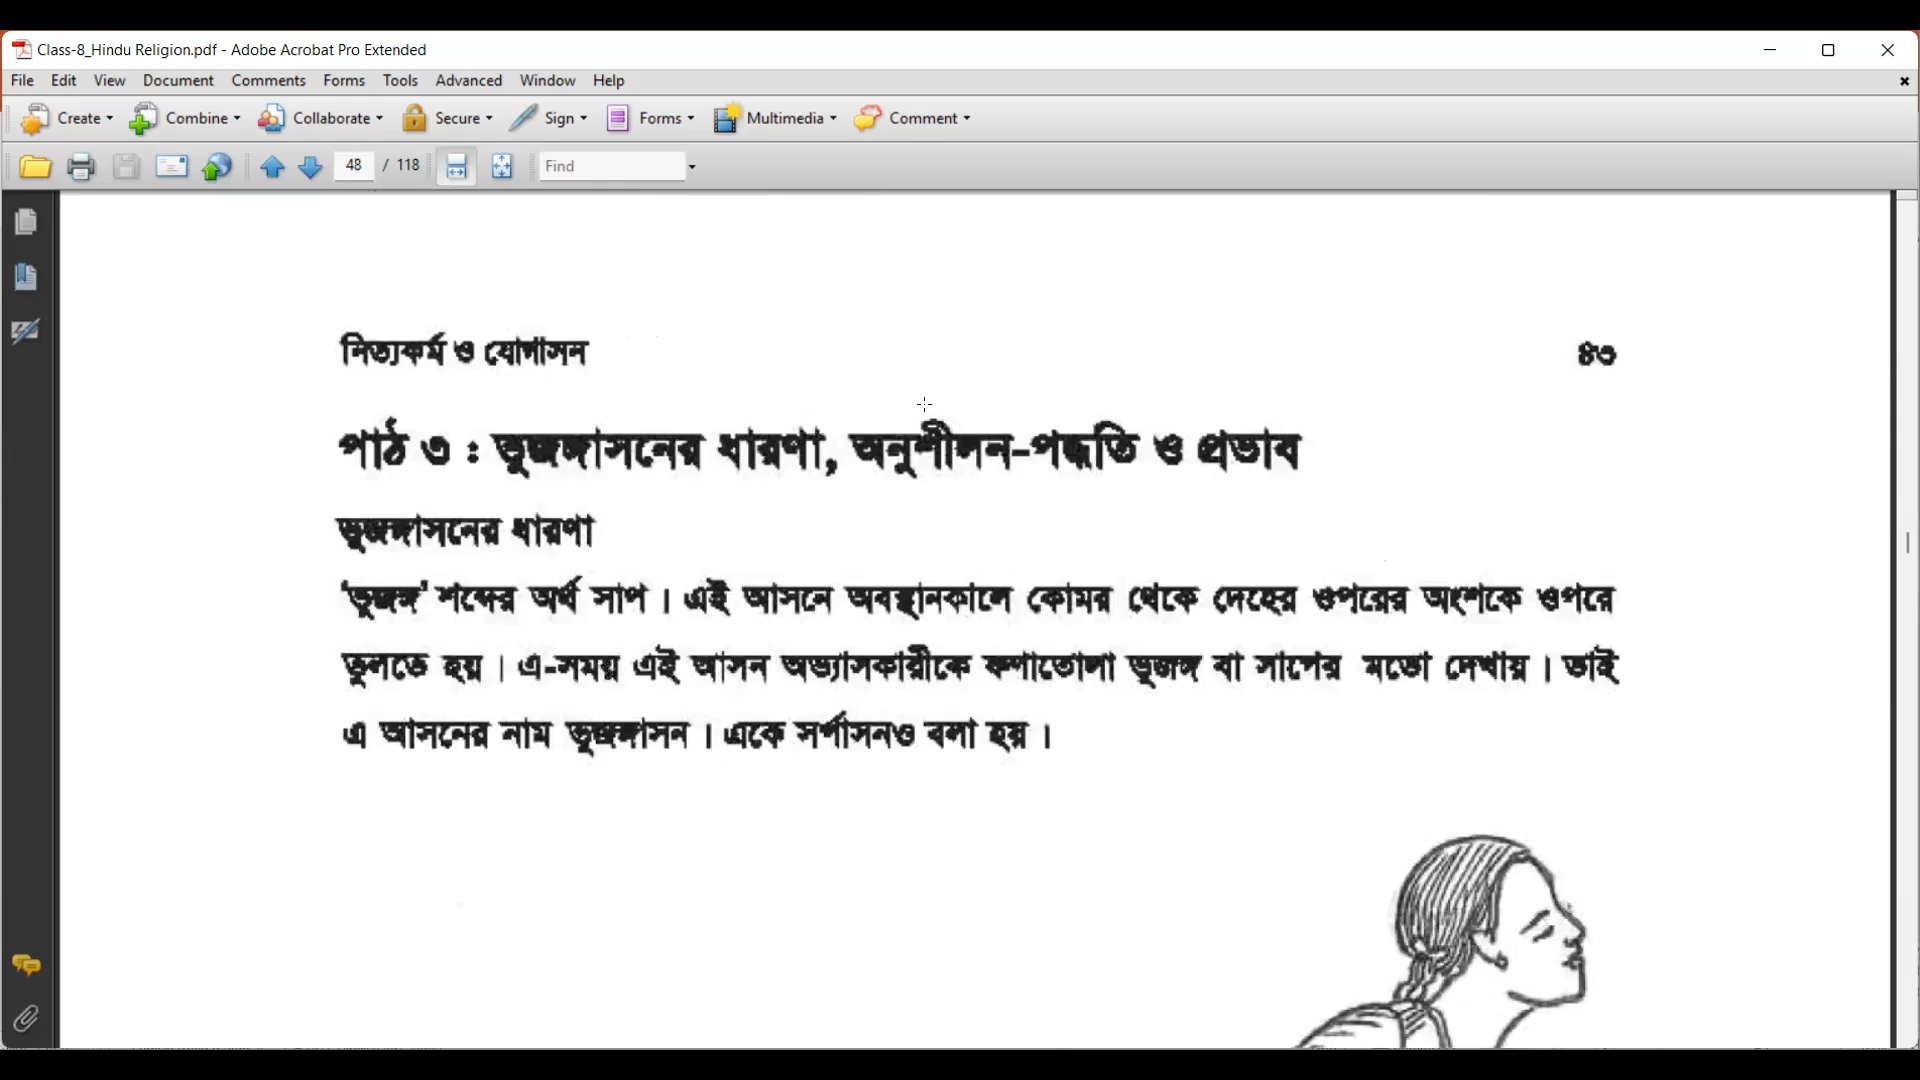 Class-8_Hindu Religion.pdf - Adobe Acrobat Pro Extended
File Edit View Document Comments Forms Tools Advanced Window Help
Create Combine Collaborate Secure Sign Forms Multimedia Comment
48 / 118 Find
নিত্যকর্ম ও যোগাসন ৪৩
পাঠ ৩ : ভুজঙ্গাসনের ধারণা, অনুশীলন-পদ্ধতি ও প্রভাব
ভুজঙ্গাসনের ধারণা
‘ভুজঙ্গ’ শব্দের অর্থ সাপ । এই আসনে অবস্থানকালে কোমর থেকে দেহের ওপরের অংশকে ওপরে
তুলতে হয় । এ-সময় এই আসন অভ্যাসকারীকে ফণাতোলা ভুজঙ্গ বা সাপের মতো দেখায় । তাই
এ আসনের নাম ভুজঙ্গাসন । একে সর্পাসনও বলা হয় ।